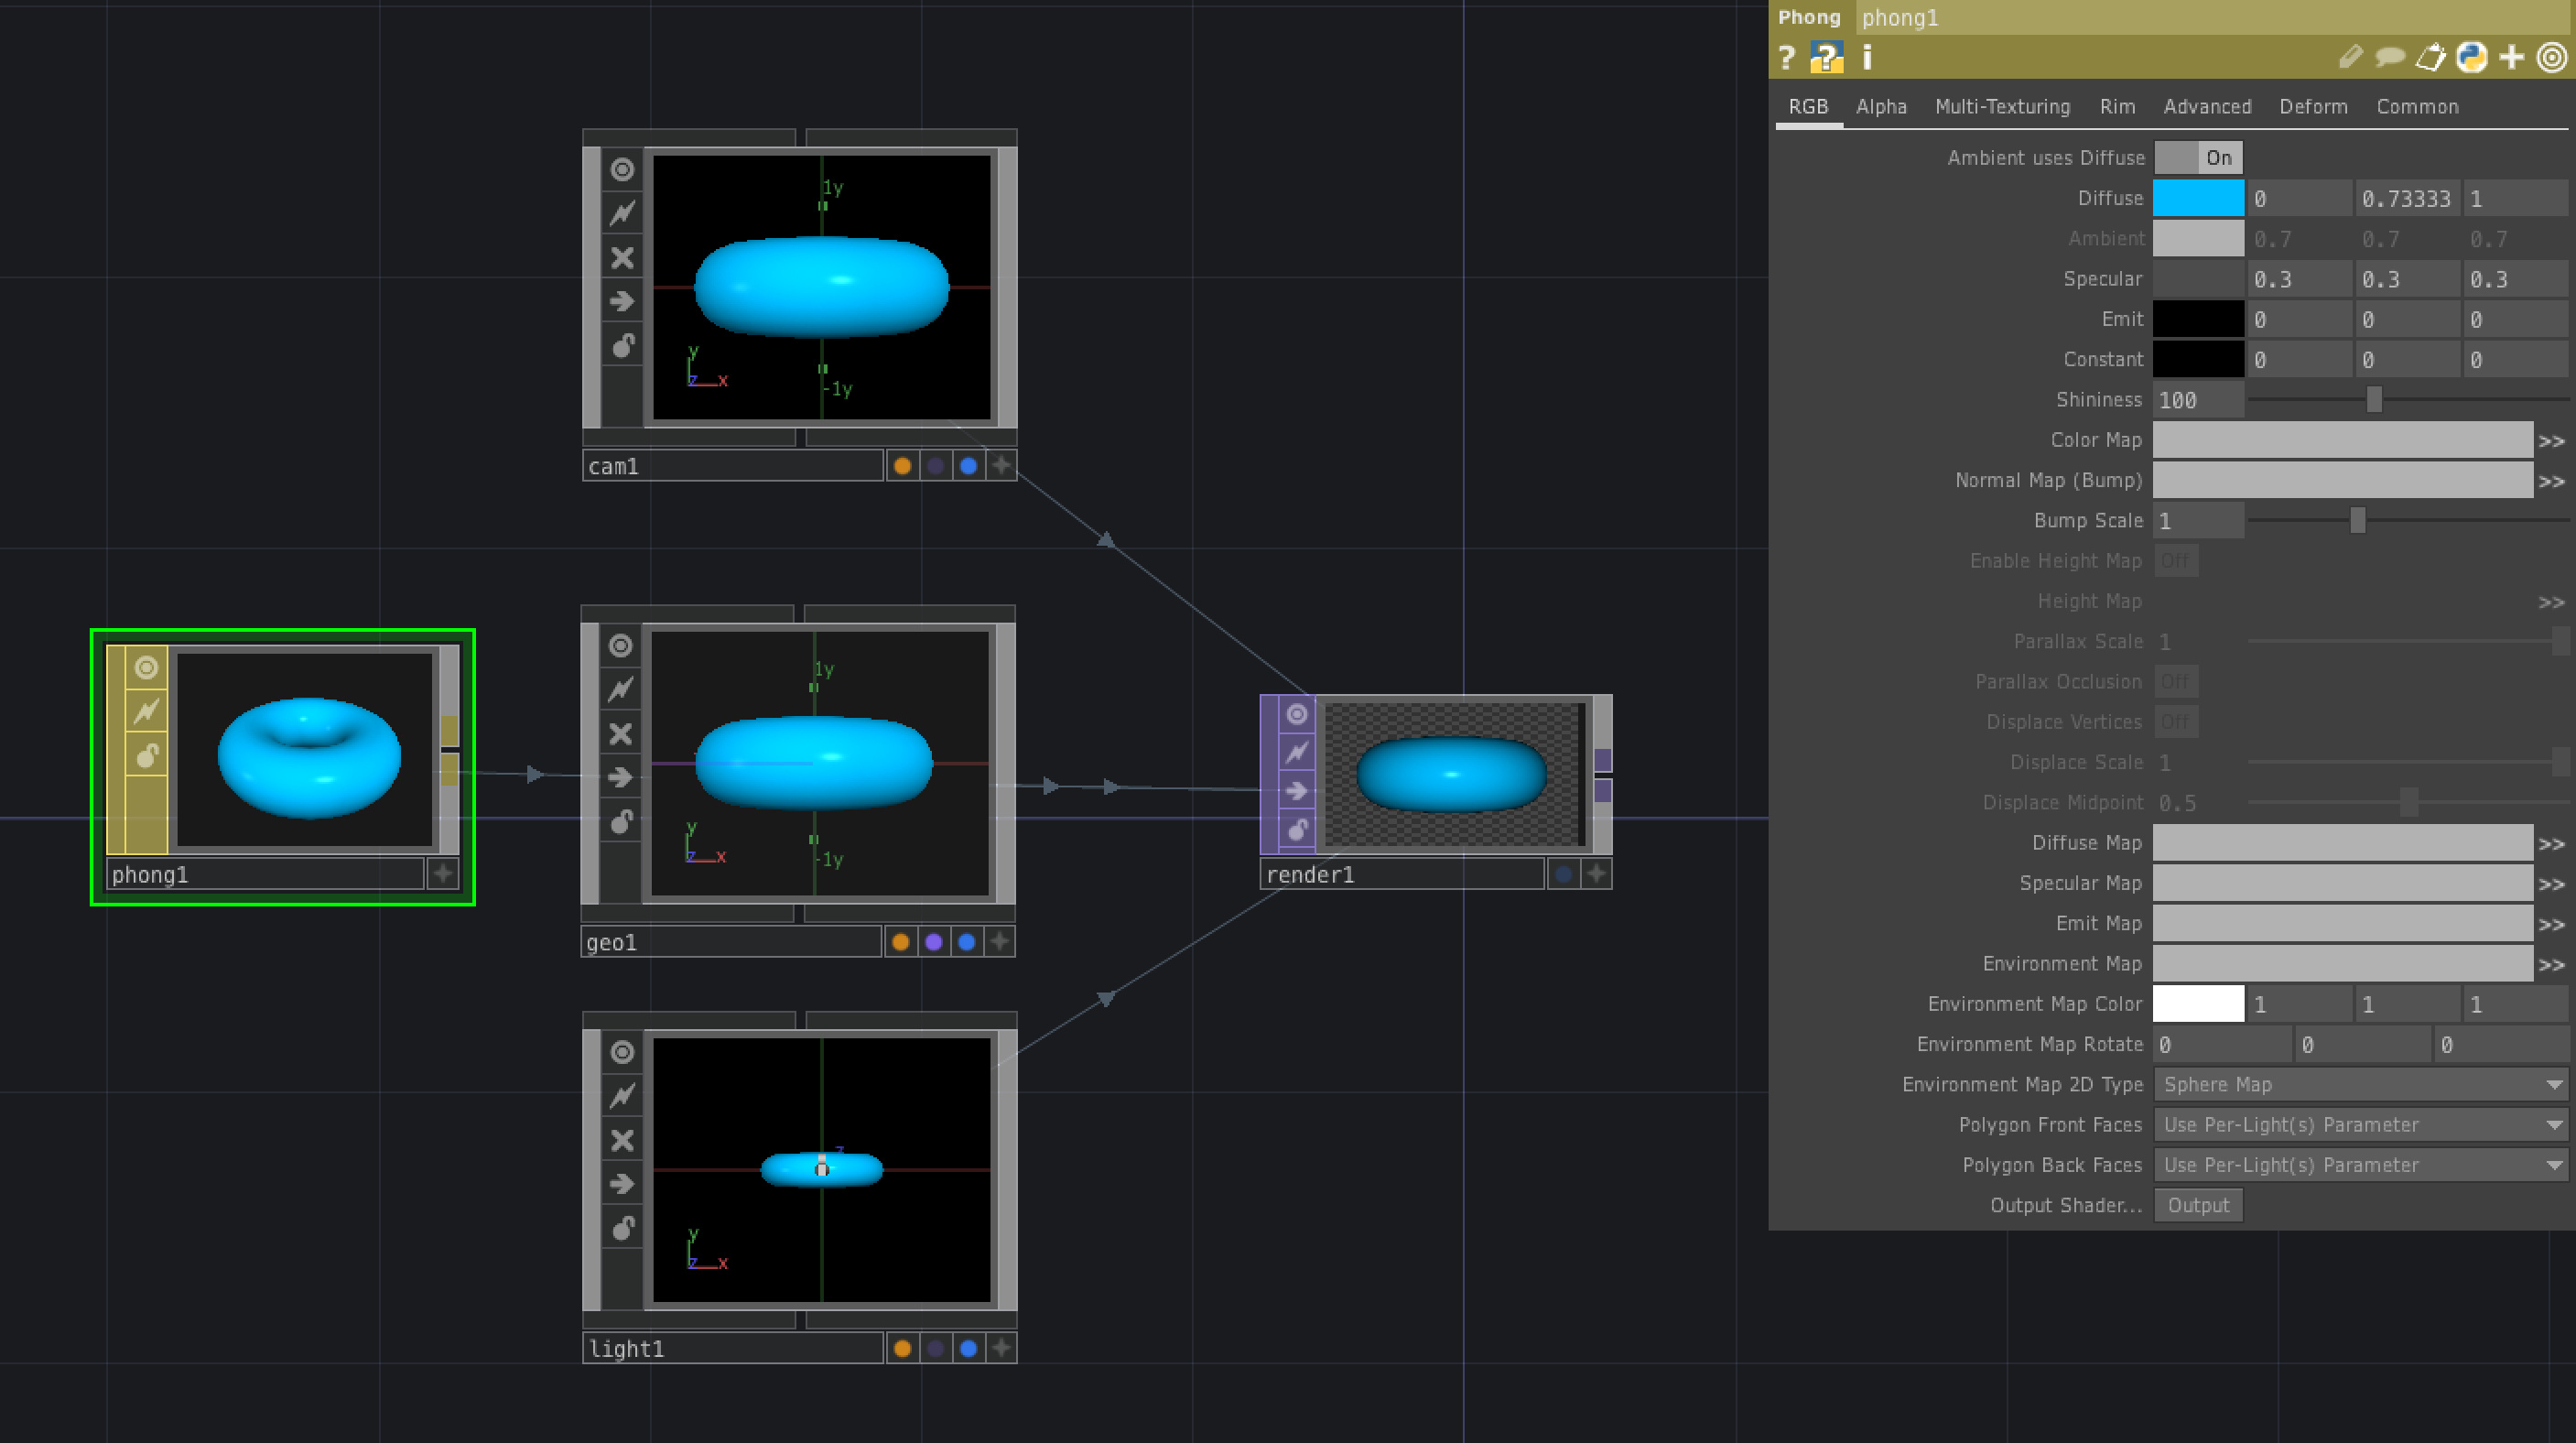 Phong phong1
? ? i
RGB Alpha Multi-Texturing Rim Advanced Deform Common
Ambient uses Diffuse On
Diffuse 0 0.73333 1
Ambient 0.7 0.7 0.7
Specular 0.3 0.3 0.3
Emit 0 0 0
Constant 0 0 0
Shininess 100
Color Map >>
Normal Map (Bump) >>
Bump Scale 1
Enable Height Map Off
Height Map >>
Parallax Scale 1
Parallax Occlusion Off
Displace Vertices Off
Displace Scale 1
Displace Midpoint 0.5
Diffuse Map >>
Specular Map >>
Emit Map >>
Environment Map >>
Environment Map Color 1 1 1
Environment Map Rotate 0 0 0
Environment Map 2D Type Sphere Map
Polygon Front Faces Use Per-Light(s) Parameter
Polygon Back Faces Use Per-Light(s) Parameter
Output Shader... Output
1y
y
z x
-1y
cam1
phong1
1y
y
z x
-1y
geo1
render1
z
y
z x
light1